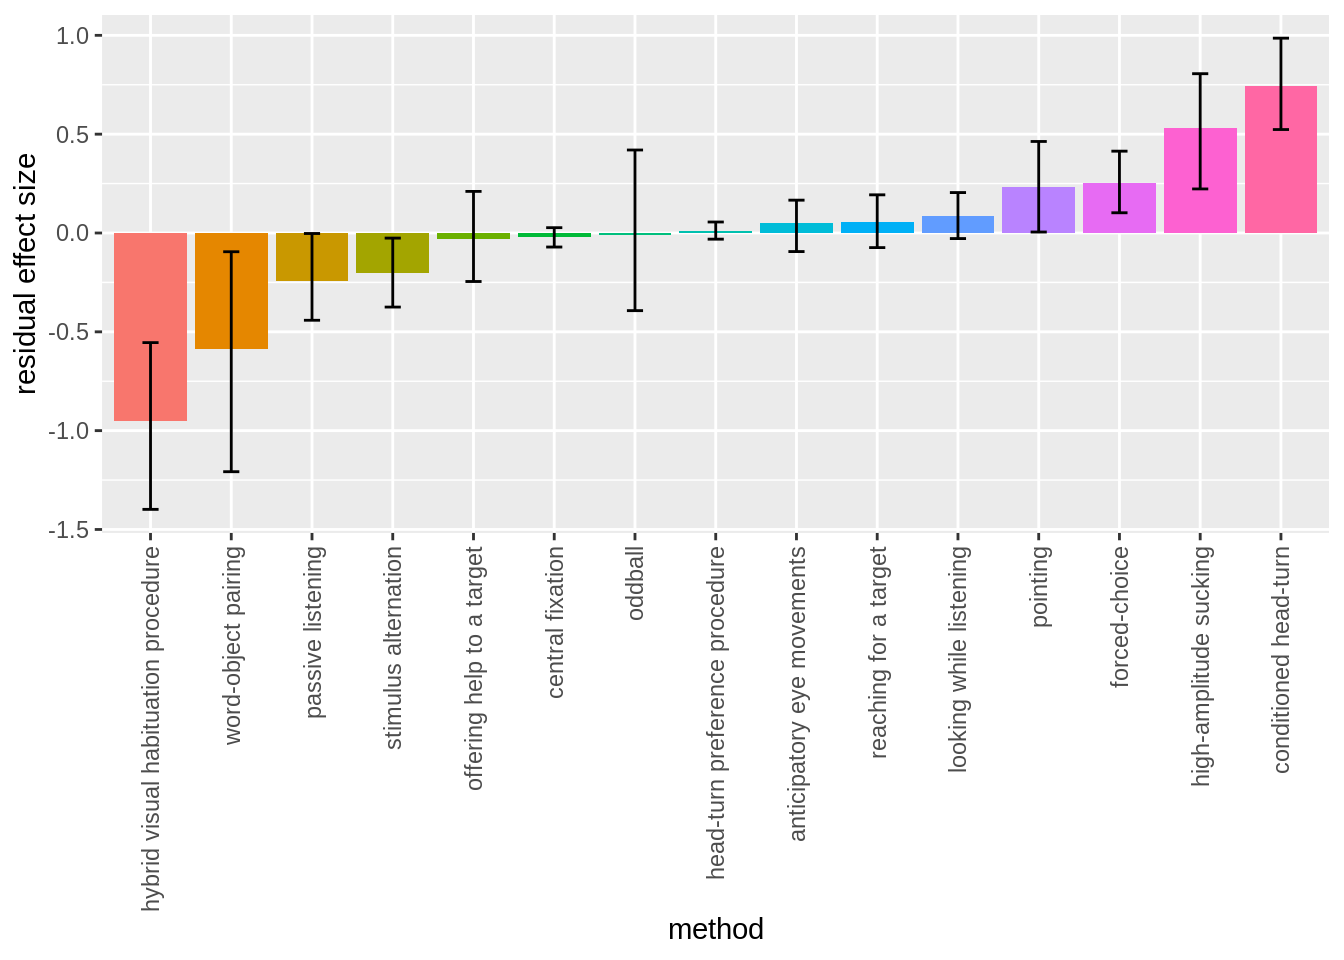 residual effect size
1.0
0.5
0.0
-0.5
-1.0
-1.5
hybrid visual habituation procedure
word-object pairing
passive listening
stimulus alternation
offering help to a target
central fixation
oddball
head-turn preference procedure
anticipatory eye movements
reaching for a target
looking while listening
pointing
forced-choice
high-amplitude sucking
conditioned head-turn
method